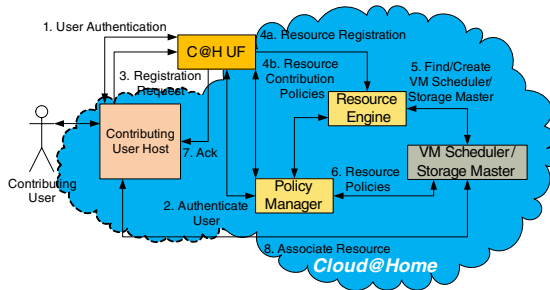 1. User Authentication
C@H UF
4a. Resource Registration
4b. Resource
Contribution
Policies
3. Registration
Request
5. Find/Create
VM Scheduler/
Storage Master
Resource
Engine
Contributing
User Host
7. Ack
VM Scheduler /
Storage Master
Contributing
User
6. Resource
Policies
Policy
Manager
2. Authenticate
User
8. Associate Resource
Cloud@Home